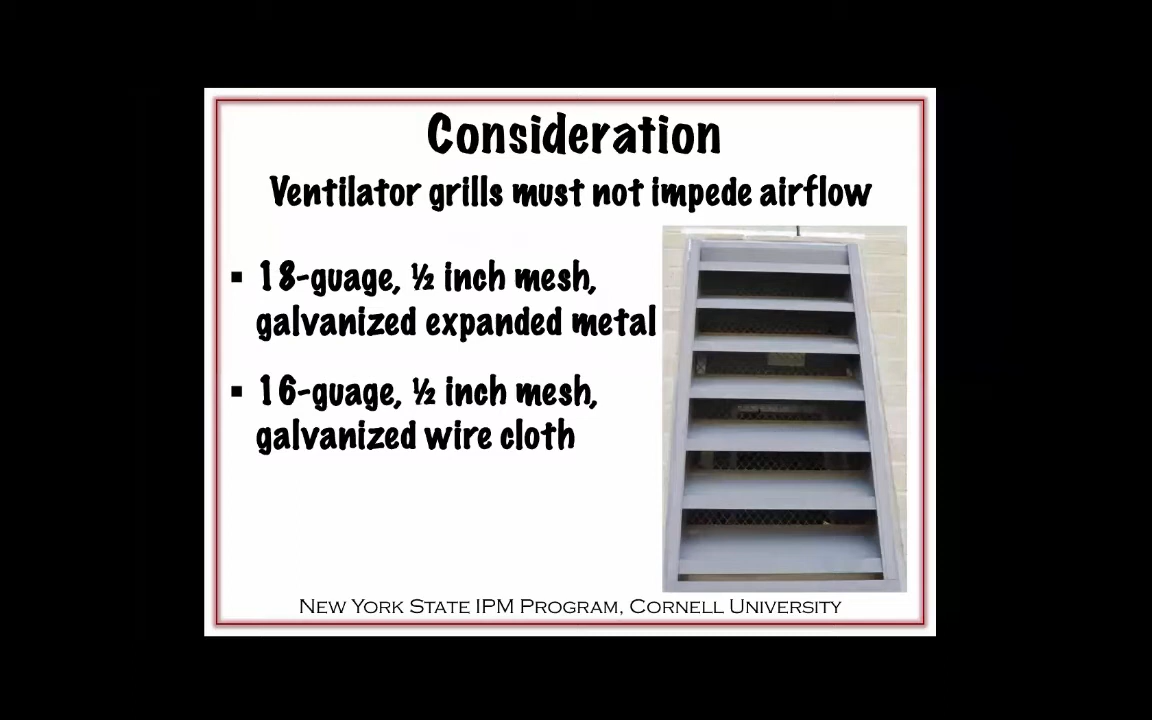 Consideration
Ventilator grills must not impede airflow
▪ 18-guage, ½ inch mesh,
galvanized expanded metal
▪ 16-guage, ½ inch mesh,
galvanized wire cloth
New York State IPM Program, Cornell University